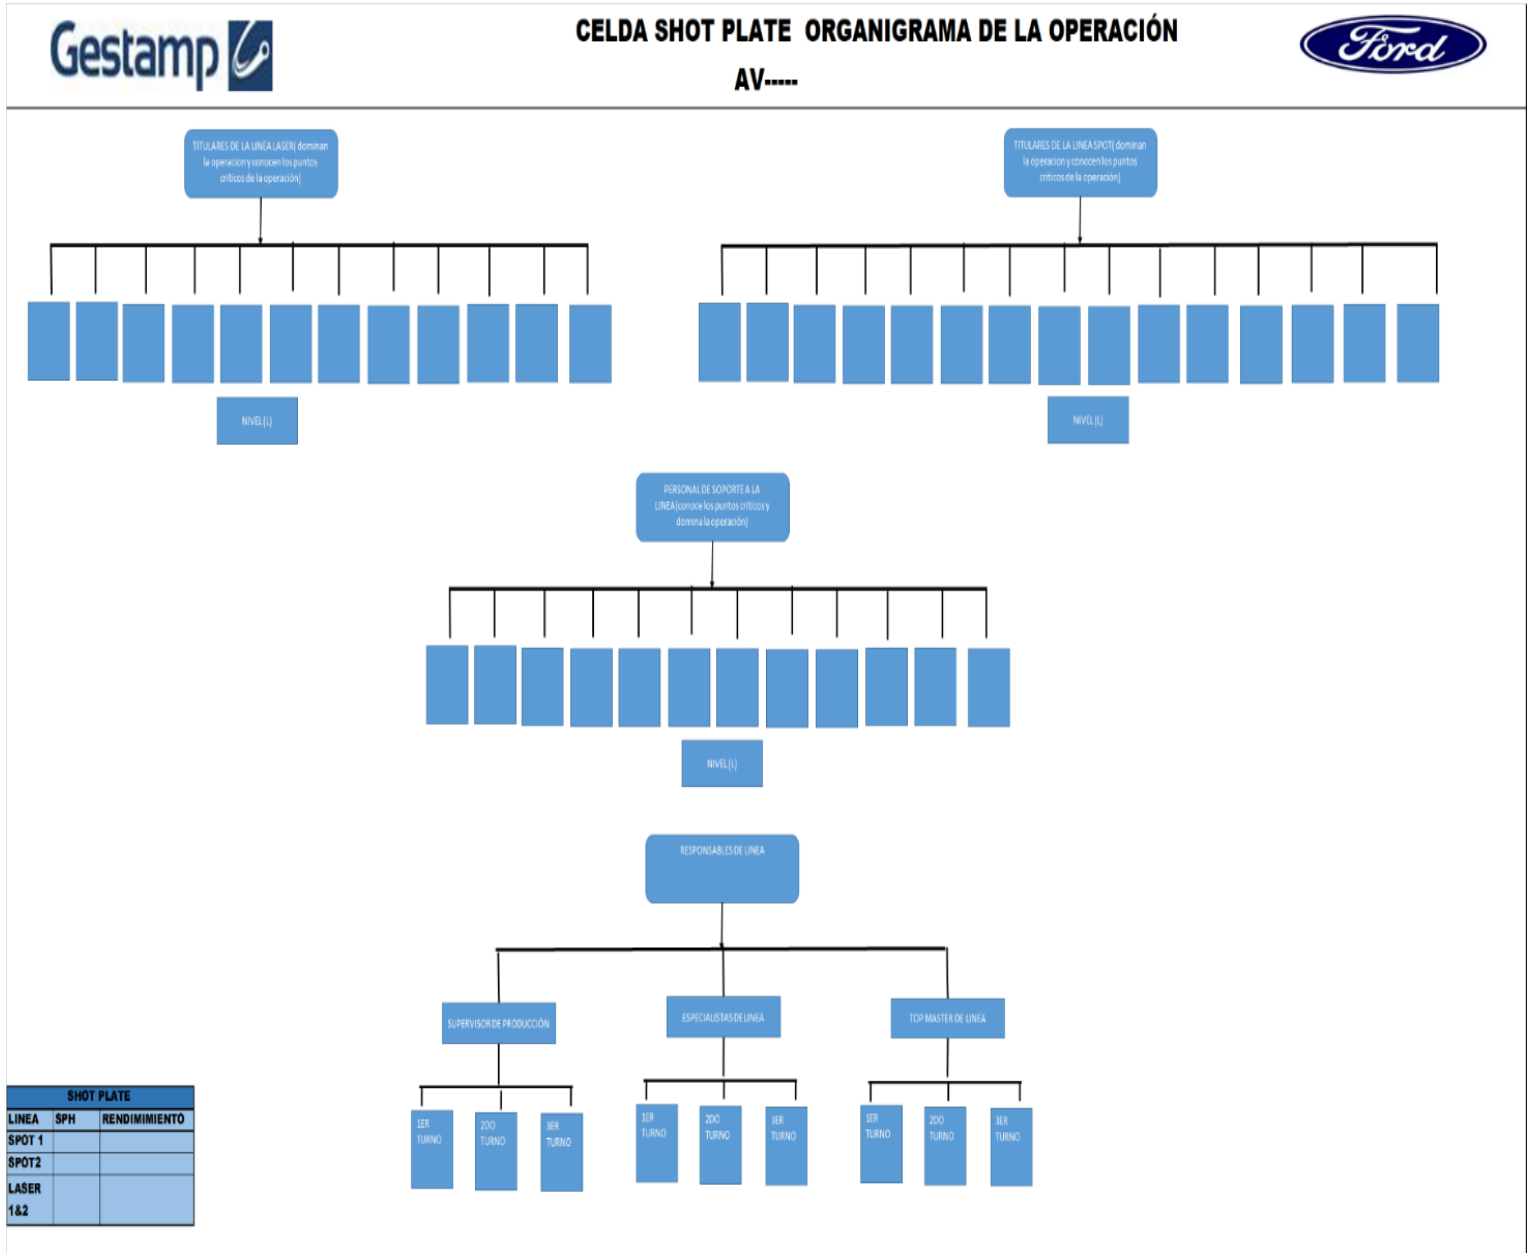 Gestamp
CELDA SHOT PLATE ORGANIGRAMA DE LA OPERACIÓN
AV-----
Ford
TITULARES DE LA LINEA LASER( dominan
la operacion y conocen los puntos
criticos de la operación)
TITULARES DE LA LINEA SPOT( dominan
la operacion y conocen los puntos
criticos de la operación)
NIVEL (L)
NIVEL (L)
PERSONAL DE SOPORTE A LA
LINEA(conoce los puntos criticos y
domina la operación)
NIVEL (L)
RESPONSABLES DE LINEA
SUPERVISOR DE PRODUCCIÓN
ESPECIALISTAS DE LINEA
TOP MASTER DE LINEA
1ER
TURNO
2DO
TURNO
3ER
TURNO
1ER
TURNO
2DO
TURNO
3ER
TURNO
1ER
TURNO
2DO
TURNO
3ER
TURNO
SHOT PLATE
LINEA SPH RENDIMIMIENTO
SPOT 1
SPOT2
LASER
1&2